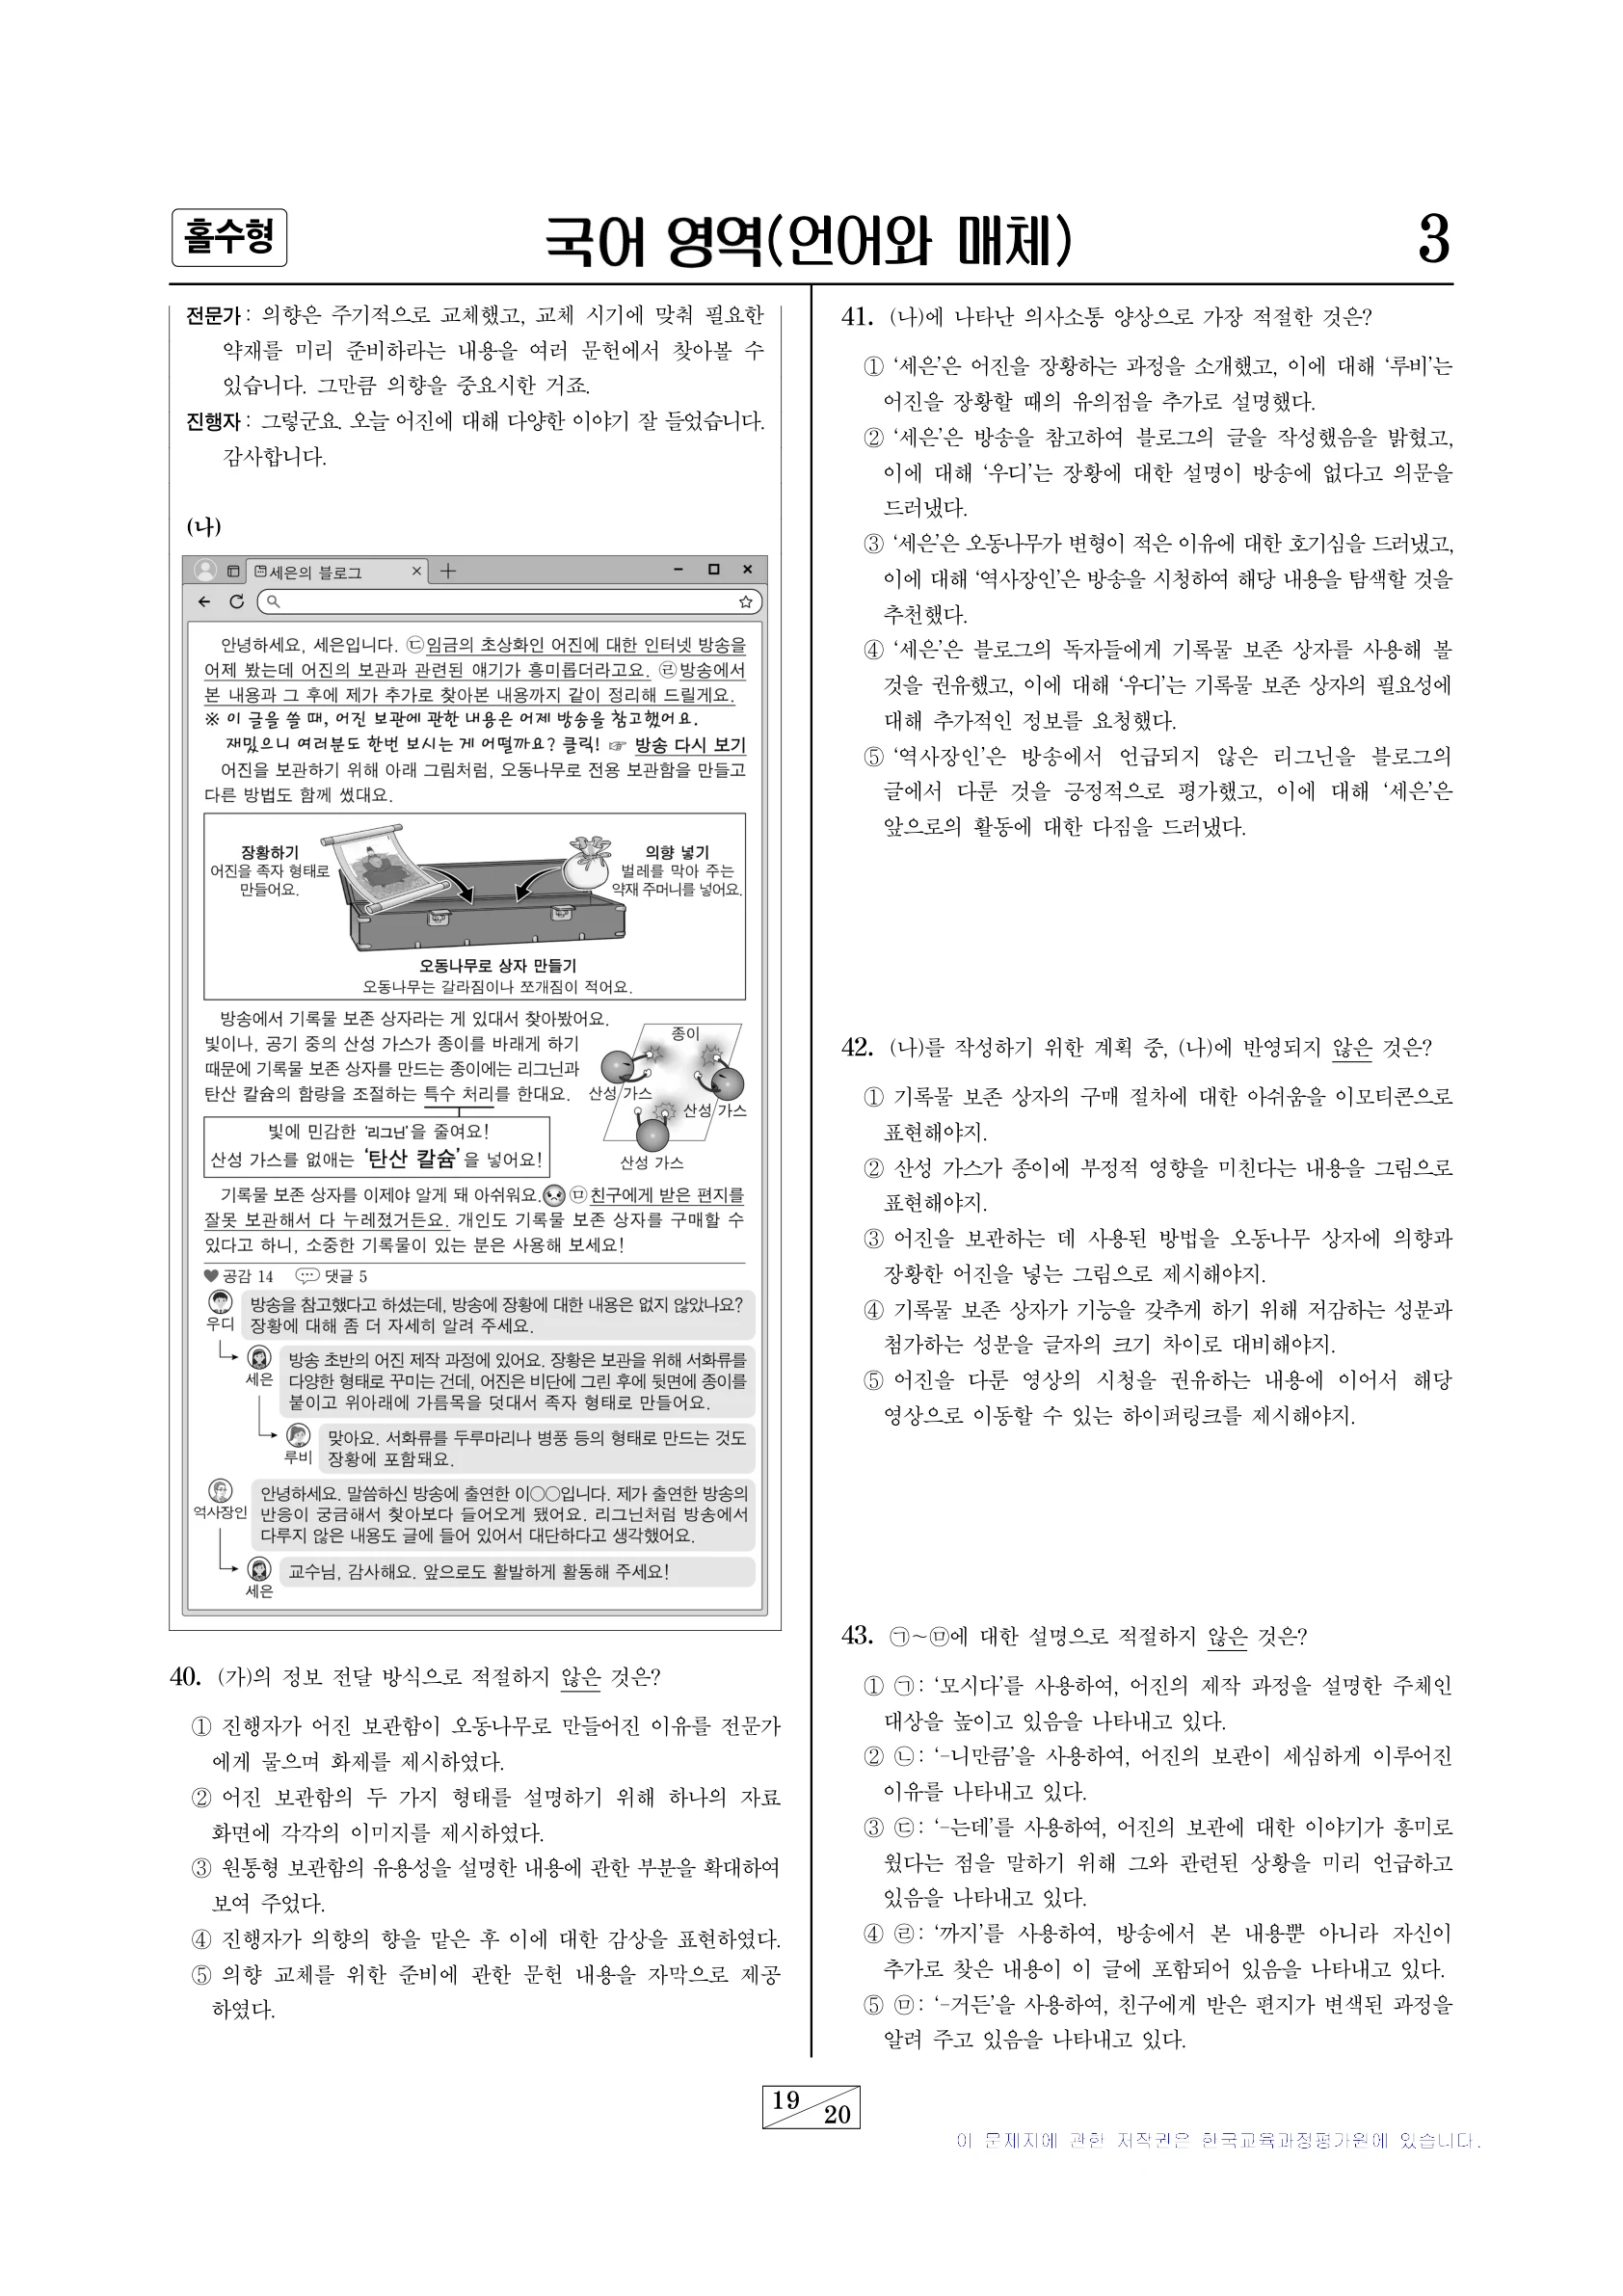 홀수형
국어 영역(언어와 매체)
3
전문가 : 의향은 주기적으로 교체했고, 교체 시기에 맞춰 필요한
약재를 미리 준비하라는 내용을 여러 문헌에서 찾아볼 수
있습니다. 그만큼 의향을 중요시한 거죠.
진행자 : 그렇군요. 오늘 어진에 대해 다양한 이야기 잘 들었습니다.
감사합니다.
(나)
세은의 블로그
안녕하세요, 세은입니다. ㉢임금의 초상화인 어진에 대한 인터넷 방송을
어제 봤는데 어진의 보관과 관련된 얘기가 흥미롭더라고요. ㉣방송에서
본 내용과 그 후에 제가 추가로 찾아본 내용까지 같이 정리해 드릴게요.
※ 이 글을 쓸 때, 어진 보관에 관한 내용은 어제 방송을 참고했어요.
재밌으니 여러분도 한번 보시는 게 어떨까요? 클릭! ☞ 방송 다시 보기
어진을 보관하기 위해 아래 그림처럼, 오동나무로 전용 보관함을 만들고
다른 방법도 함께 썼대요.
장황하기
어진을 족자 형태로
만들어요.
의향 넣기
벌레를 막아 주는
약재 주머니를 넣어요.
오동나무로 상자 만들기
오동나무는 갈라짐이나 쪼개짐이 적어요.
방송에서 기록물 보존 상자라는 게 있대서 찾아봤어요.
빛이나, 공기 중의 산성 가스가 종이를 바래게 하기
때문에 기록물 보존 상자를 만드는 종이에는 리그닌과
탄산 칼슘의 함량을 조절하는 특수 처리를 한대요.
빛에 민감한 '리그닌'을 줄여요!
산성 가스를 없애는 '탄산 칼슘'을 넣어요!
종이
산성 가스
산성 가스
산성 가스
기록물 보존 상자를 이제야 알게 돼 아쉬워요. ㉤친구에게 받은 편지를
잘못 보관해서 다 누레졌거든요. 개인도 기록물 보존 상자를 구매할 수
있다고 하니, 소중한 기록물이 있는 분은 사용해 보세요!
♥ 공감 14 댓글 5
우디
방송을 참고했다고 하셨는데, 방송에 장황에 대한 내용은 없지 않았나요?
장황에 대해 좀 더 자세히 알려 주세요.
세은
방송 초반의 어진 제작 과정에 있어요. 장황은 보관을 위해 서화류를
다양한 형태로 꾸미는 건데, 어진은 비단에 그린 후에 뒷면에 종이를
붙이고 위아래에 가름목을 덧대서 족자 형태로 만들어요.
루비
맞아요. 서화류를 두루마리나 병풍 등의 형태로 만드는 것도
장황에 포함돼요.
역사장인
안녕하세요. 말씀하신 방송에 출연한 이○○입니다. 제가 출연한 방송의
반응이 궁금해서 찾아보다 들어오게 됐어요. 리그닌처럼 방송에서
다루지 않은 내용도 글에 들어 있어서 대단하다고 생각했어요.
세은
교수님, 감사해요. 앞으로도 활발하게 활동해 주세요!
40. (가)의 정보 전달 방식으로 적절하지 않은 것은?
① 진행자가 어진 보관함이 오동나무로 만들어진 이유를 전문가
에게 물으며 화제를 제시하였다.
② 어진 보관함의 두 가지 형태를 설명하기 위해 하나의 자료
화면에 각각의 이미지를 제시하였다.
③ 원통형 보관함의 유용성을 설명한 내용에 관한 부분을 확대하여
보여 주었다.
④ 진행자가 의향의 향을 맡은 후 이에 대한 감상을 표현하였다.
⑤ 의향 교체를 위한 준비에 관한 문헌 내용을 자막으로 제공
하였다.
41. (나)에 나타난 의사소통 양상으로 가장 적절한 것은?
① '세은'은 어진을 장황하는 과정을 소개했고, 이에 대해 '루비'는
어진을 장황할 때의 유의점을 추가로 설명했다.
② '세은'은 방송을 참고하여 블로그의 글을 작성했음을 밝혔고,
이에 대해 '우디'는 장황에 대한 설명이 방송에 없다고 의문을
드러냈다.
③ '세은'은 오동나무가 변형이 적은 이유에 대한 호기심을 드러냈고,
이에 대해 '역사장인'은 방송을 시청하여 해당 내용을 탐색할 것을
추천했다.
④ '세은'은 블로그의 독자들에게 기록물 보존 상자를 사용해 볼
것을 권유했고, 이에 대해 '우디'는 기록물 보존 상자의 필요성에
대해 추가적인 정보를 요청했다.
⑤ '역사장인'은 방송에서 언급되지 않은 리그닌을 블로그의
글에서 다룬 것을 긍정적으로 평가했고, 이에 대해 '세은'은
앞으로의 활동에 대한 다짐을 드러냈다.
42. (나)를 작성하기 위한 계획 중, (나)에 반영되지 않은 것은?
① 기록물 보존 상자의 구매 절차에 대한 아쉬움을 이모티콘으로
표현해야지.
② 산성 가스가 종이에 부정적 영향을 미친다는 내용을 그림으로
표현해야지.
③ 어진을 보관하는 데 사용된 방법을 오동나무 상자에 의향과
장황한 어진을 넣는 그림으로 제시해야지.
④ 기록물 보존 상자가 기능을 갖추게 하기 위해 저감하는 성분과
첨가하는 성분을 글자의 크기 차이로 대비해야지.
⑤ 어진을 다룬 영상의 시청을 권유하는 내용에 이어서 해당
영상으로 이동할 수 있는 하이퍼링크를 제시해야지.
43. ㉠～㉤에 대한 설명으로 적절하지 않은 것은?
① ㉠: '모시다'를 사용하여, 어진의 제작 과정을 설명한 주체인
대상을 높이고 있음을 나타내고 있다.
② ㉡: '-니만큼'을 사용하여, 어진의 보관이 세심하게 이루어진
이유를 나타내고 있다.
③ ㉢: '-는데'를 사용하여, 어진의 보관에 대한 이야기가 흥미로
웠다는 점을 말하기 위해 그와 관련된 상황을 미리 언급하고
있음을 나타내고 있다.
④ ㉣: '까지'를 사용하여, 방송에서 본 내용뿐 아니라 자신이
추가로 찾은 내용이 이 글에 포함되어 있음을 나타내고 있다.
⑤ ㉤: '-거든'을 사용하여, 친구에게 받은 편지가 변색된 과정을
알려 주고 있음을 나타내고 있다.
19
20
이 문제지에 관한 저작권은 한국교육과정평가원에 있습니다.